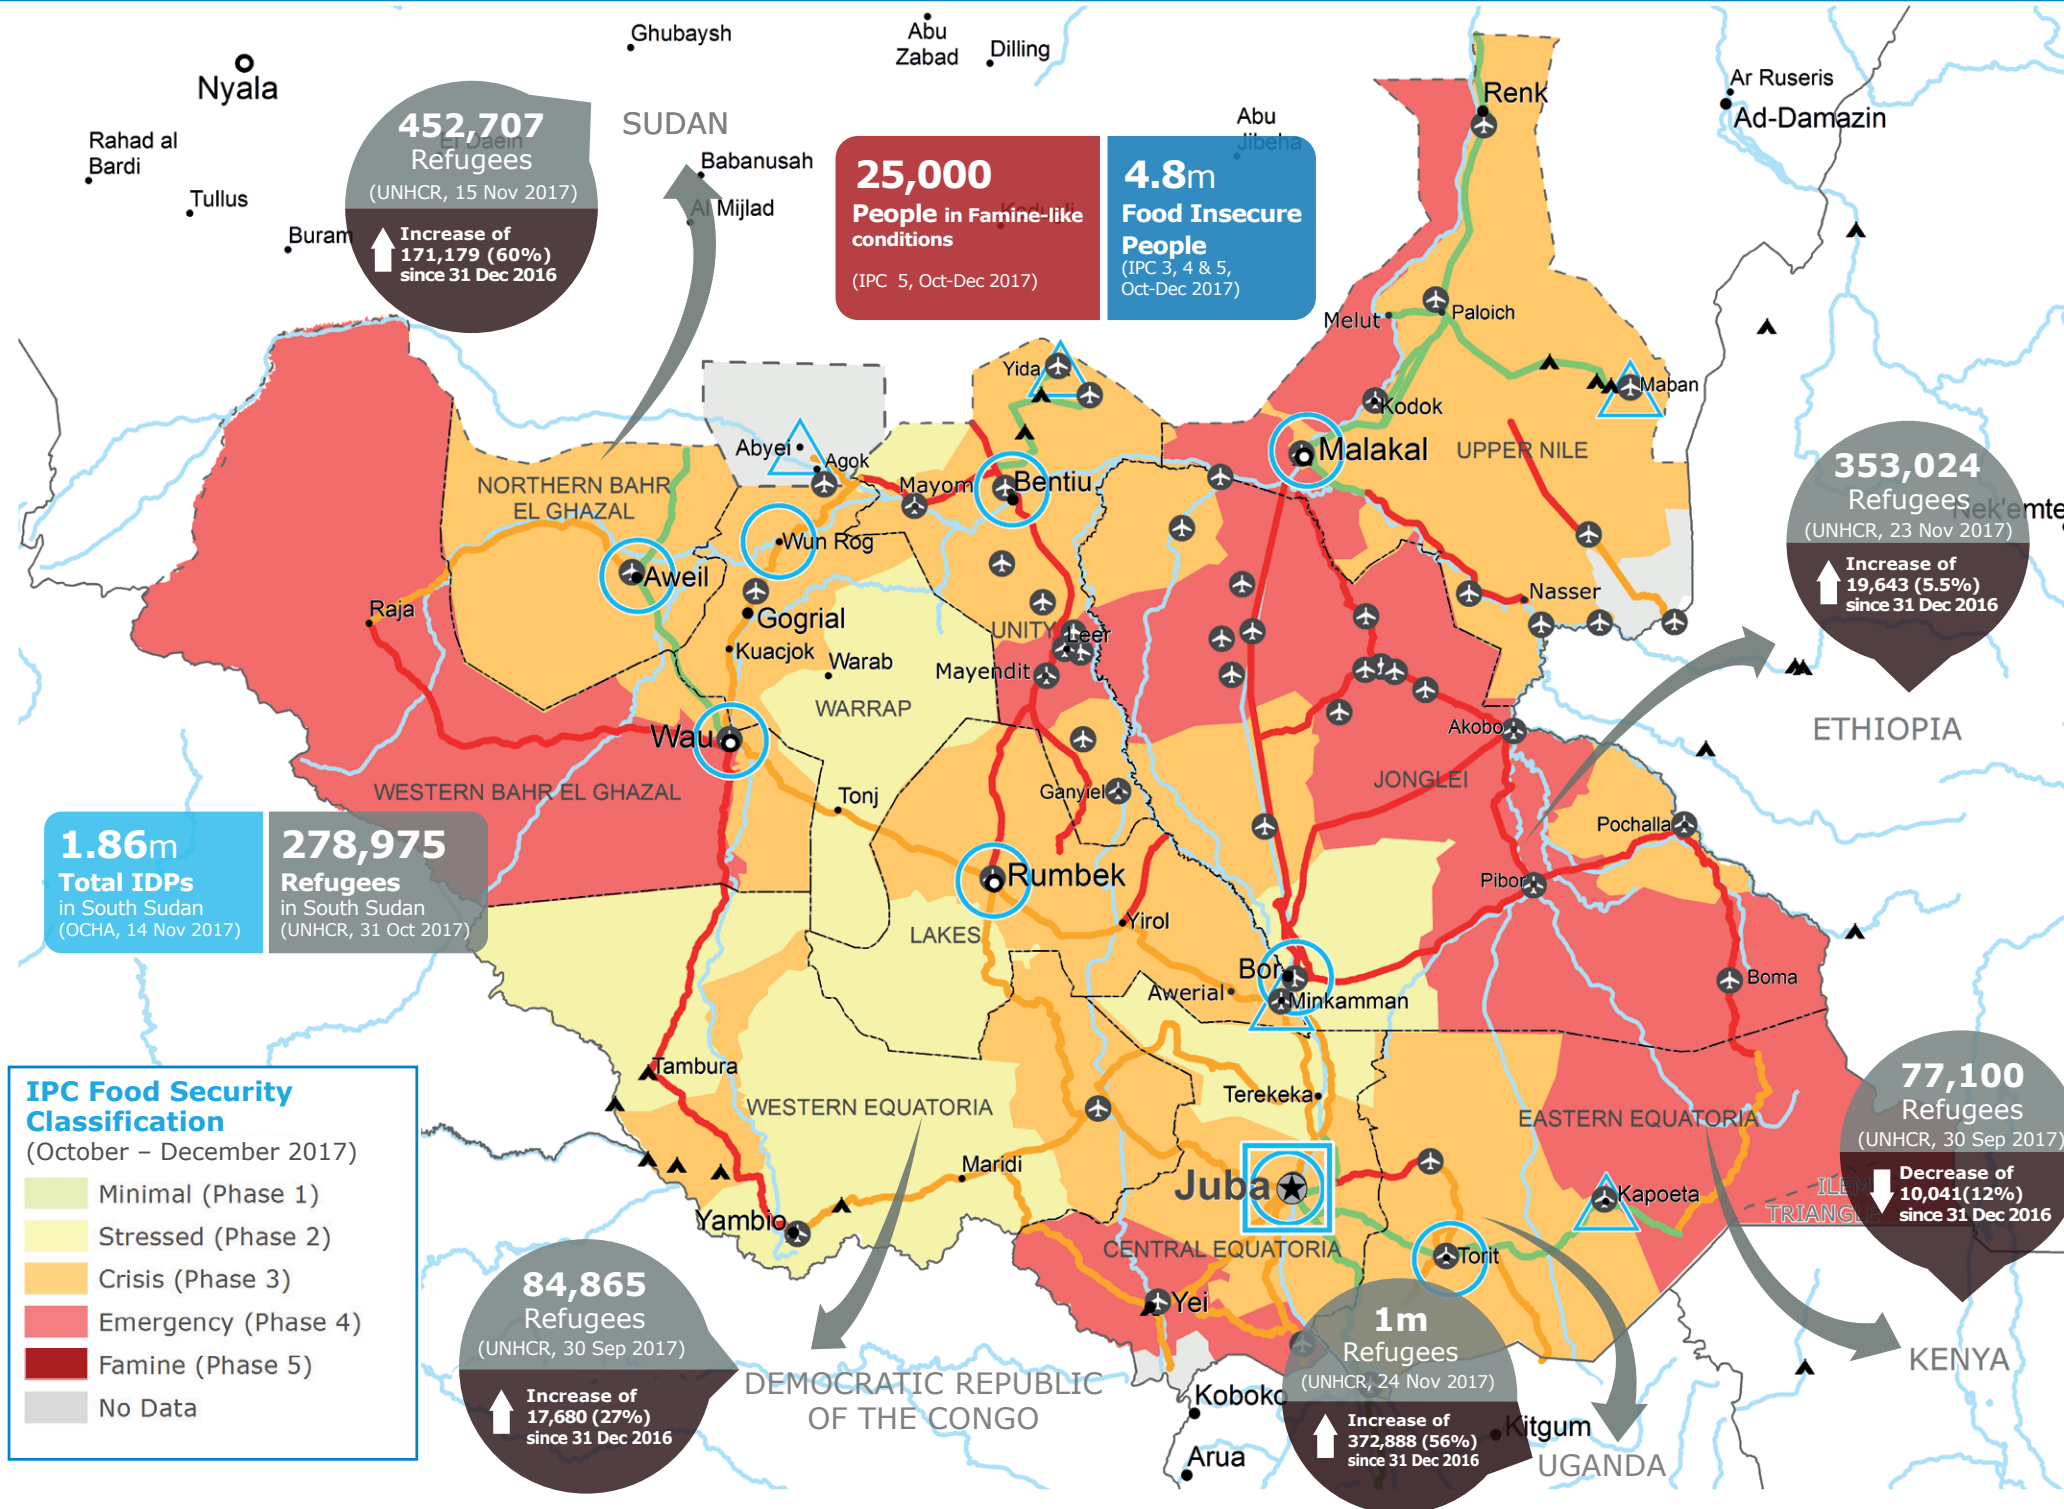 Ghubaysh
Abu
Zabad
Dilling
Nyala
Rahad al
Bardi
Tullus
Buram
El Daein
452,707
Refugees
(UNHCR, 15 Nov 2017)
Increase of
171,179 (60%)
since 31 Dec 2016
SUDAN
Babanusah
Al Mijlad
Abu
Jibeha
25,000
People in Famine-like
conditions
(IPC 5, Oct-Dec 2017)
4.8m
Food Insecure
People
(IPC 3, 4 & 5,
Oct-Dec 2017)
Renk
Ar Ruseris
Ad-Damazin
Melut
Paloich
Yida
Maban
Kodok
Abyei
Agok
Malakal
UPPER NILE
NORTHERN BAHR
EL GHAZAL
Mayom
Bentiu
353,024
Refugees
(UNHCR, 23 Nov 2017)
Increase of
19,643 (5.5%)
since 31 Dec 2016
Nek'emte
Wun Rog
Aweil
Nasser
Raja
Gogrial
UNITY
Leer
Kuacjok
Warab
Mayendit
WARRAP
ETHIOPIA
Wau
Akobo
WESTERN BAHR EL GHAZAL
JONGLEI
Tonj
Ganyiel
Pochalla
1.86m
Total IDPs
in South Sudan
(OCHA, 14 Nov 2017)
278,975
Refugees
in South Sudan
(UNHCR, 31 Oct 2017)
Rumbek
Pibor
Yirol
LAKES
Bor
Awerial
Minkamman
Boma
Tambura
Terekeka
WESTERN EQUATORIA
EASTERN EQUATORIA
77,100
Refugees
(UNHCR, 30 Sep 2017)
Decrease of
10,041(12%)
since 31 Dec 2016
ILEMI
TRIANGLE
IPC Food Security
Classification
(October – December 2017)
Minimal (Phase 1)
Stressed (Phase 2)
Crisis (Phase 3)
Emergency (Phase 4)
Famine (Phase 5)
No Data
Maridi
Juba
Kapoeta
Yambio
CENTRAL EQUATORIA
Torit
Yei
84,865
Refugees
(UNHCR, 30 Sep 2017)
Increase of
17,680 (27%)
since 31 Dec 2016
DEMOCRATIC REPUBLIC
OF THE CONGO
1m
Refugees
(UNHCR, 24 Nov 2017)
Increase of
372,888 (56%)
since 31 Dec 2016
KENYA
Koboko
Kitgum
Arua
UGANDA